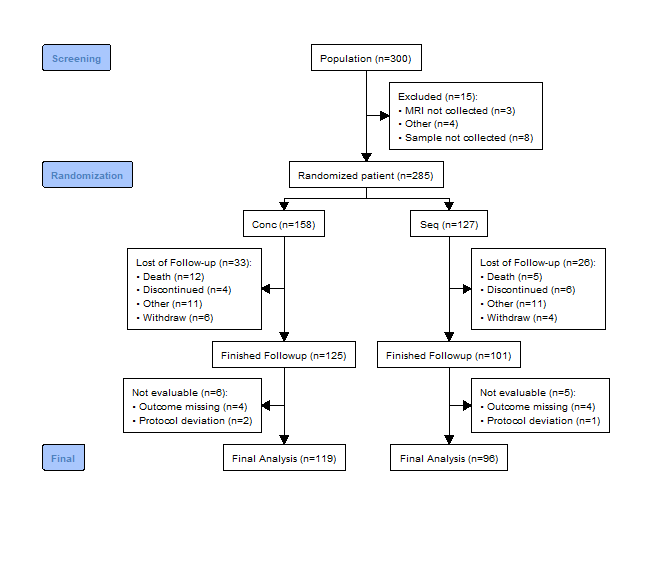 Screening
Population (n=300)
Excluded (n=15):
• MRI not collected (n=3)
• Other (n=4)
• Sample not collected (n=8)
Randomization
Randomized patient (n=285)
Conc (n=158)
Seq (n=127)
Lost of Follow-up (n=33):
• Death (n=12)
• Discontinued (n=4)
• Other (n=11)
• Withdraw (n=6)
Lost of Follow-up (n=26):
• Death (n=5)
• Discontinued (n=6)
• Other (n=11)
• Withdraw (n=4)
Finished Followup (n=125)
Finished Followup (n=101)
Not evaluable (n=6):
• Outcome missing (n=4)
• Protocol deviation (n=2)
Not evaluable (n=5):
• Outcome missing (n=4)
• Protocol deviation (n=1)
Final
Final Analysis (n=119)
Final Analysis (n=96)